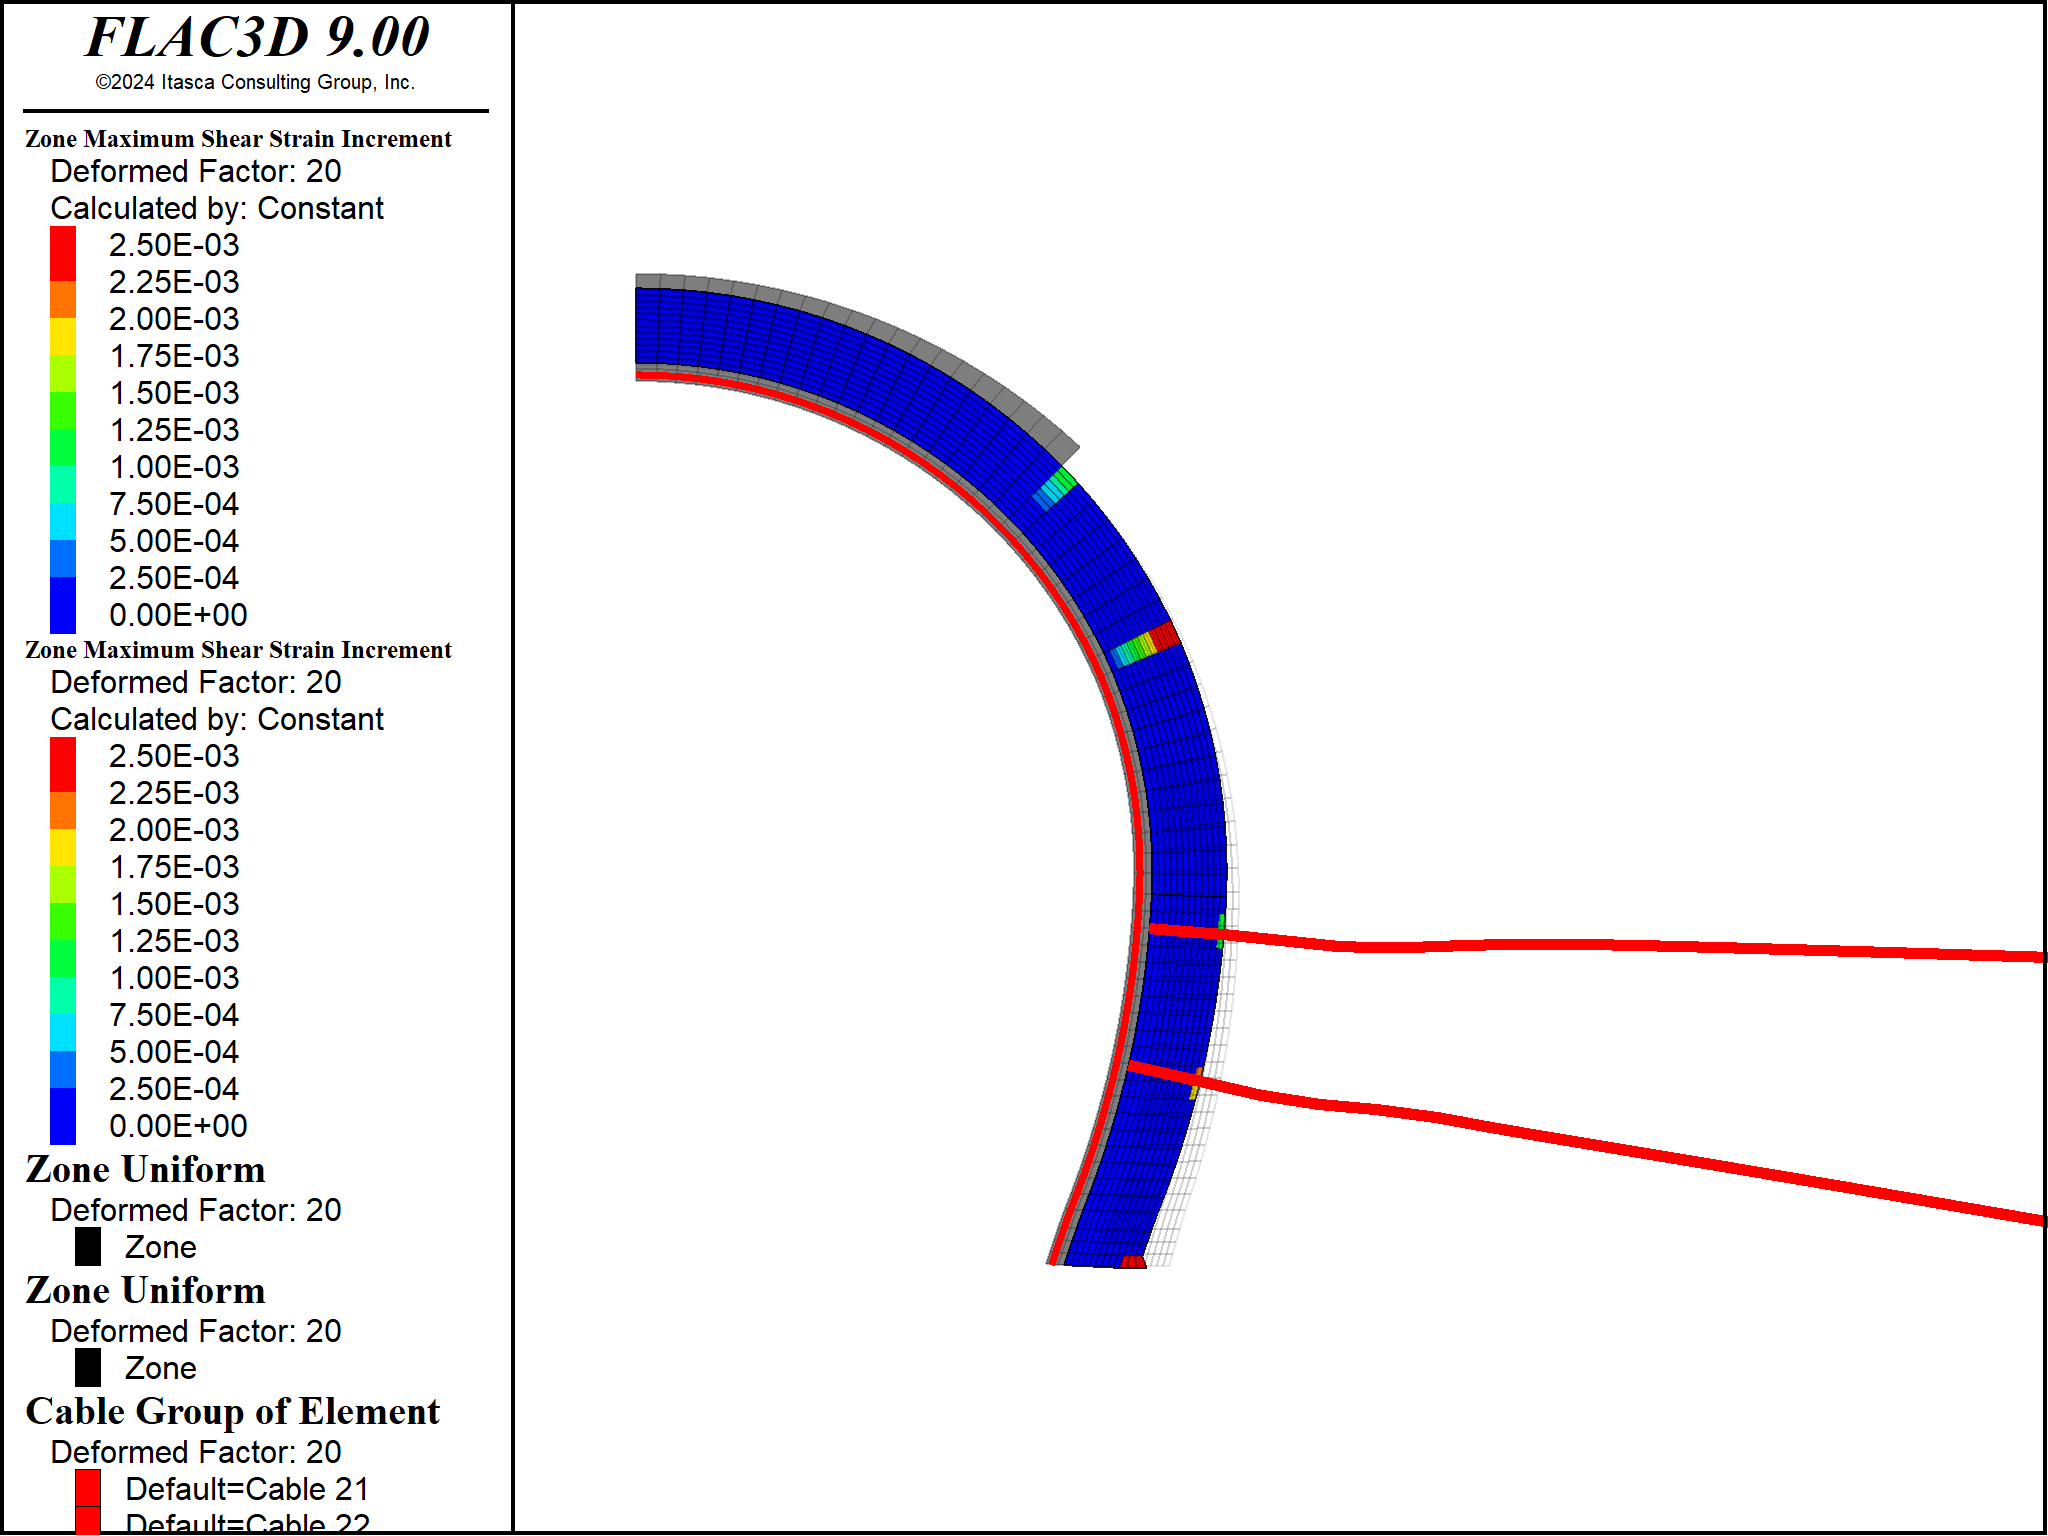 FLAC3D 9.00
©2024 Itasca Consulting Group, Inc.
Zone Maximum Shear Strain Increment
Deformed Factor: 20
Calculated by: Constant
2.50E-03
2.25E-03
2.00E-03
1.75E-03
1.50E-03
1.25E-03
1.00E-03
7.50E-04
5.00E-04
2.50E-04
0.00E+00
Zone Maximum Shear Strain Increment
Deformed Factor: 20
Calculated by: Constant
2.50E-03
2.25E-03
2.00E-03
1.75E-03
1.50E-03
1.25E-03
1.00E-03
7.50E-04
5.00E-04
2.50E-04
0.00E+00
Zone Uniform
Deformed Factor: 20
Zone
Zone Uniform
Deformed Factor: 20
Zone
Cable Group of Element
Deformed Factor: 20
Default=Cable 21
Default=Cable 22